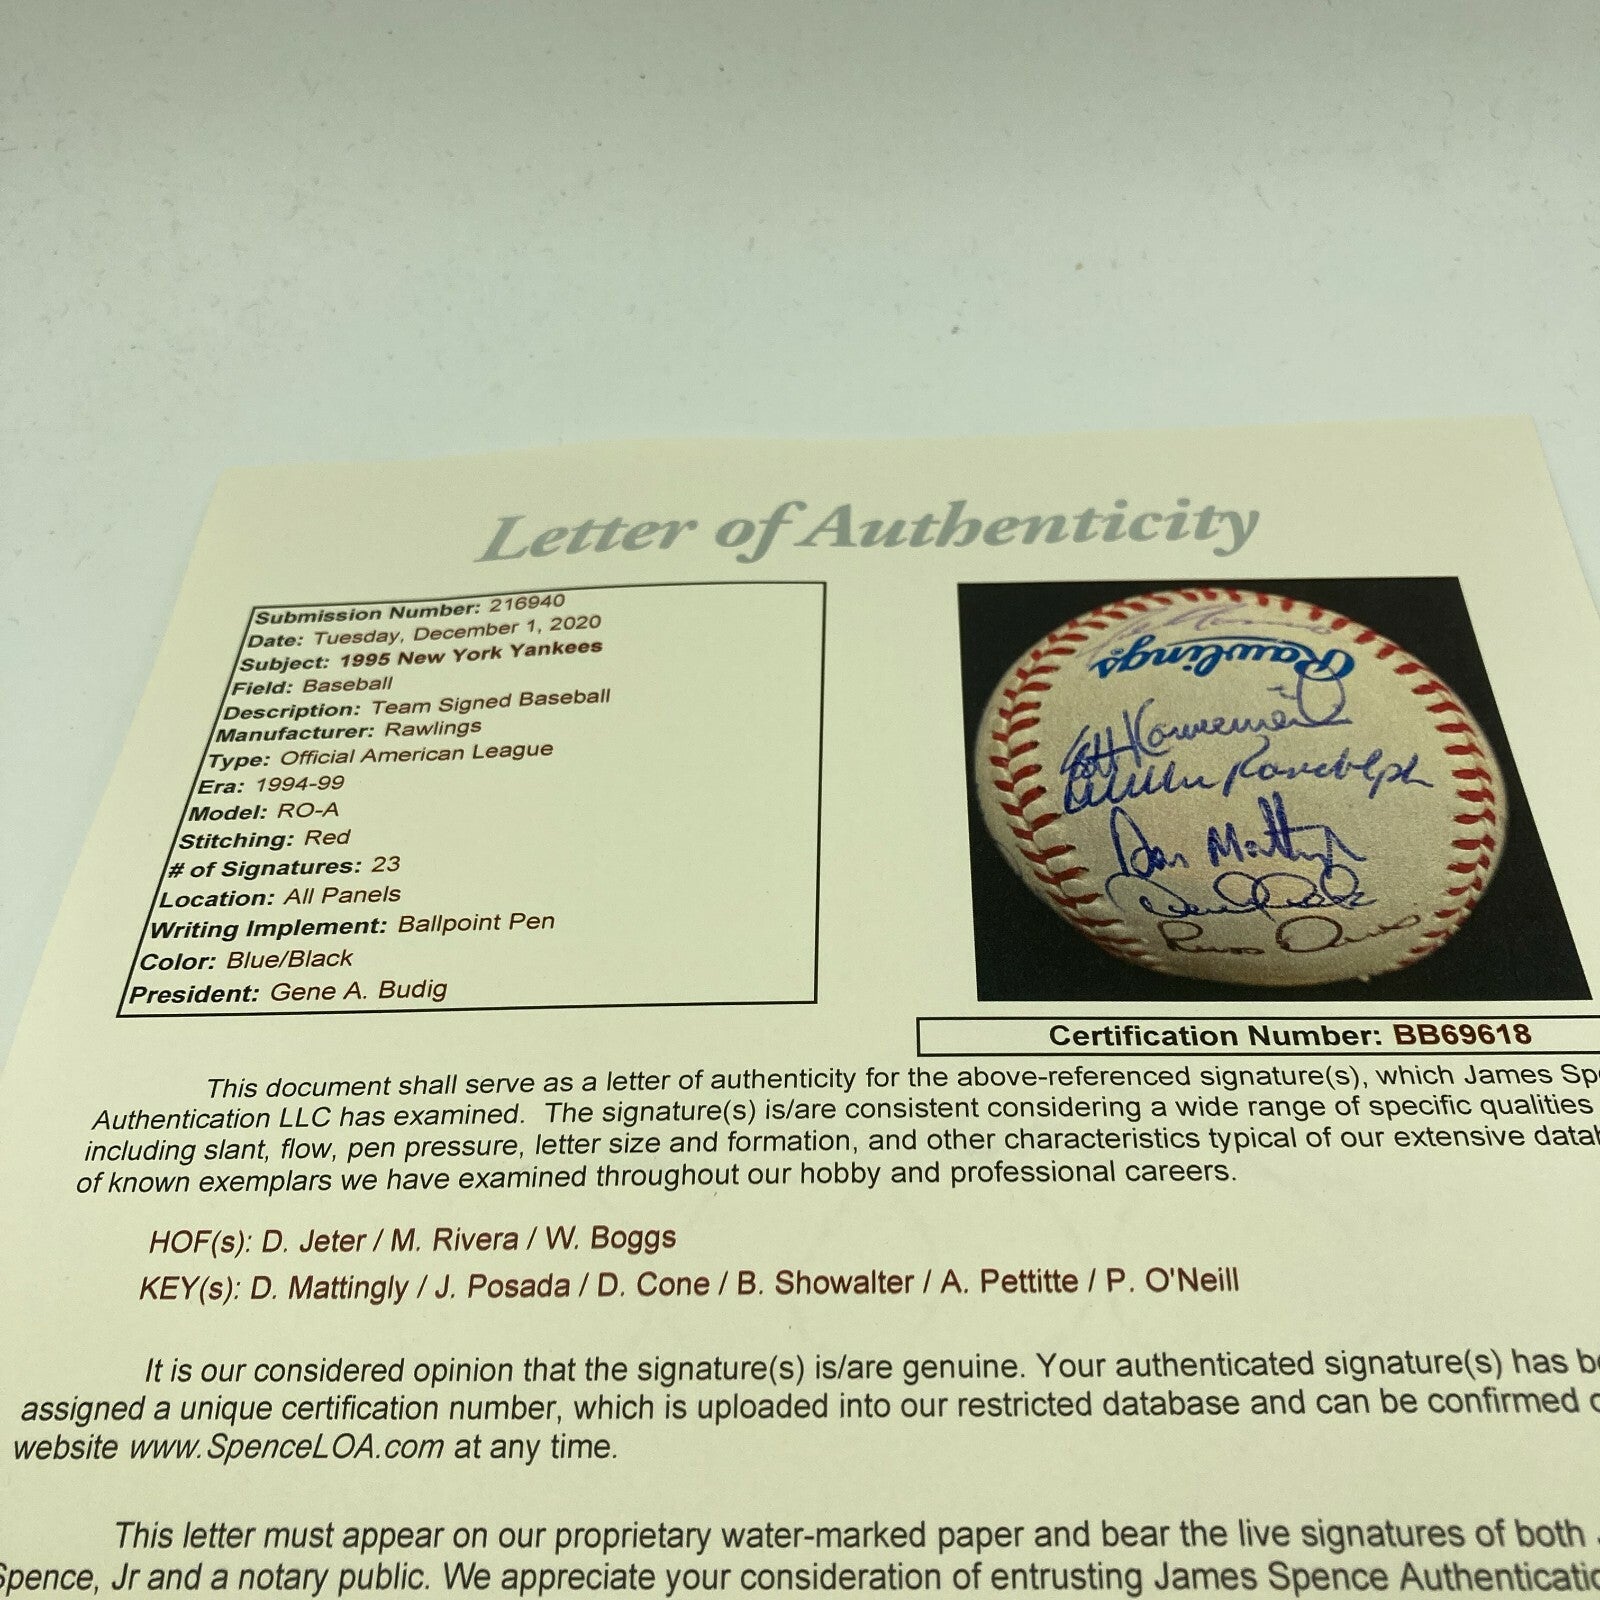 Letter of Authenticity
Submission Number: 216940
Date: Tuesday, December 1, 2020
Subject: 1995 New York Yankees
Field: Baseball
Description: Team Signed Baseball
Manufacturer: Rawlings
Type: Official American League
Era: 1994-99
Model: RO-A
Stitching: Red
# of Signatures: 23
Location: All Panels
Writing Implement: Ballpoint Pen
Color: Blue/Black
President: Gene A. Budig
Rawlings
Scott Kamieniecki
Willie Randolph
Don Mattingly
Russ Davis
Certification Number: BB69618
This document shall serve as a letter of authenticity for the above-referenced signature(s), which James Sp
Authentication LLC has examined. The signature(s) is/are consistent considering a wide range of specific qualities
including slant, flow, pen pressure, letter size and formation, and other characteristics typical of our extensive datab
of known exemplars we have examined throughout our hobby and professional careers.
HOF(s): D. Jeter / M. Rivera / W. Boggs
KEY(s): D. Mattingly / J. Posada / D. Cone / B. Showalter / A. Pettitte / P. O'Neill
It is our considered opinion that the signature(s) is/are genuine. Your authenticated signature(s) has be
assigned a unique certification number, which is uploaded into our restricted database and can be confirmed o
website www.SpenceLOA.com at any time.
This letter must appear on our proprietary water-marked paper and bear the live signatures of both
Spence, Jr and a notary public. We appreciate your consideration of entrusting James Spence Authenticatio